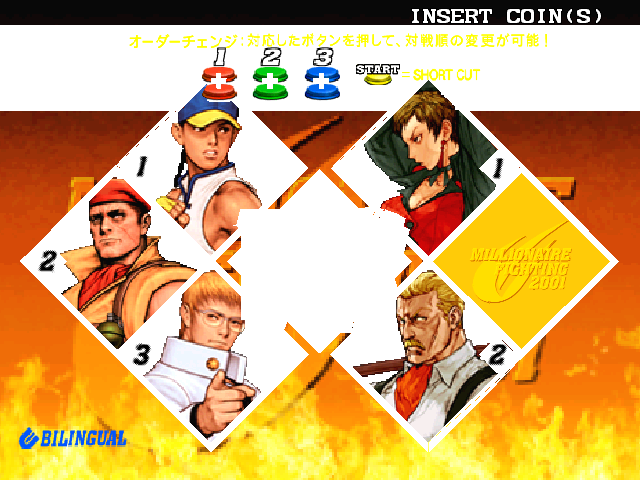 INSERT COIN(S)
オーダーチェンジ:対応したボタンを押して、対戦順の変更が可能!
1 2 3
START = SHORT CUT
1
1
2
MILLIONAIRE
FIGHTING
2001
3
2
BILINGUAL